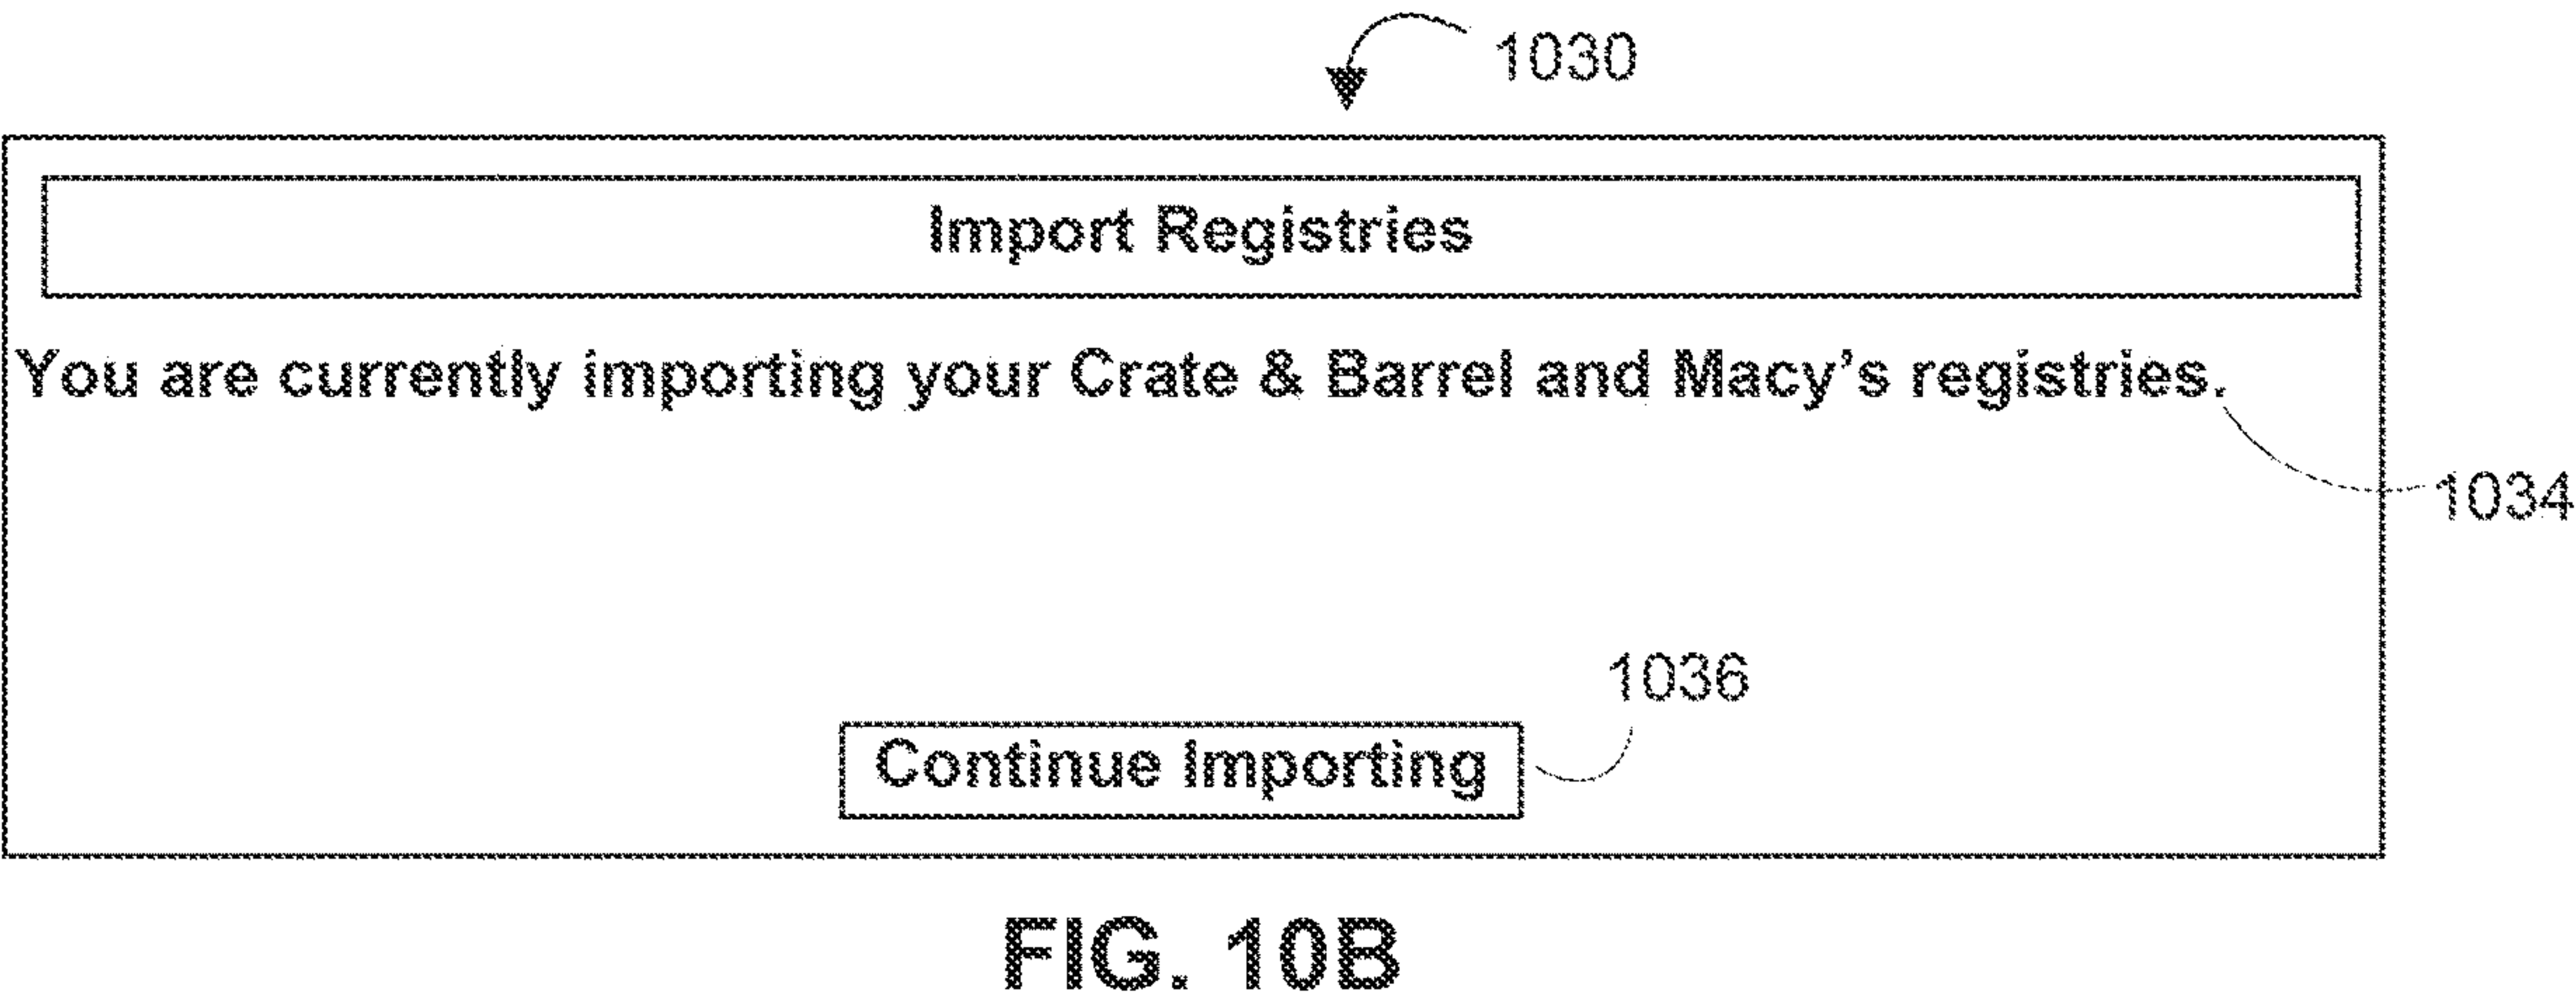 1030
Import Registries
You are currently importing your Crate & Barrel and Macy's registries.
1034
1036
Continue Importing
FIG. 10B